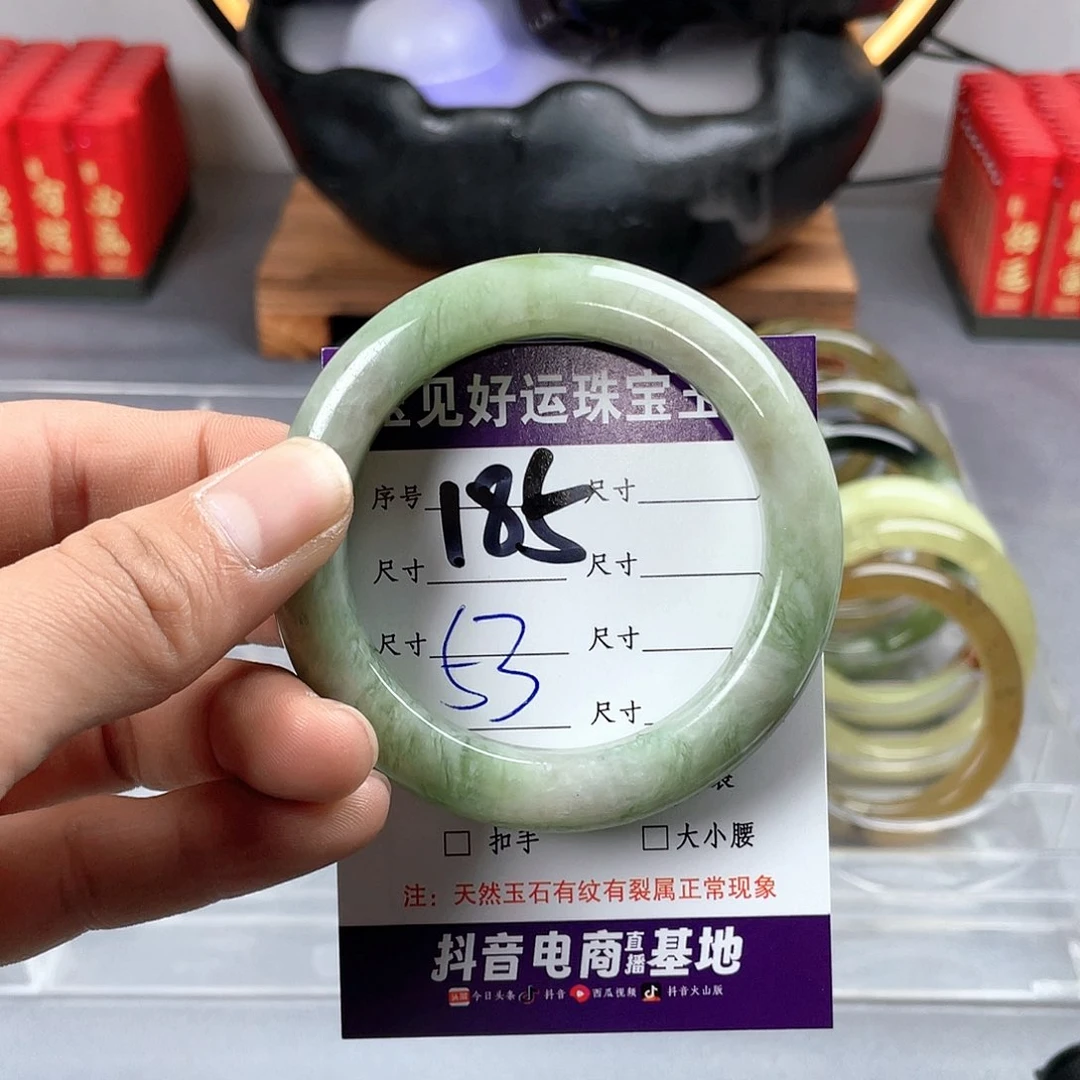 见好运珠宝
序号 185 尺寸
尺寸 尺寸
尺寸 53 尺寸
尺寸
扣手 大小腰
注：天然玉石有纹有裂属正常现象
抖音电商直播基地
今日头条 抖音 西瓜视频 抖音火山版
好运